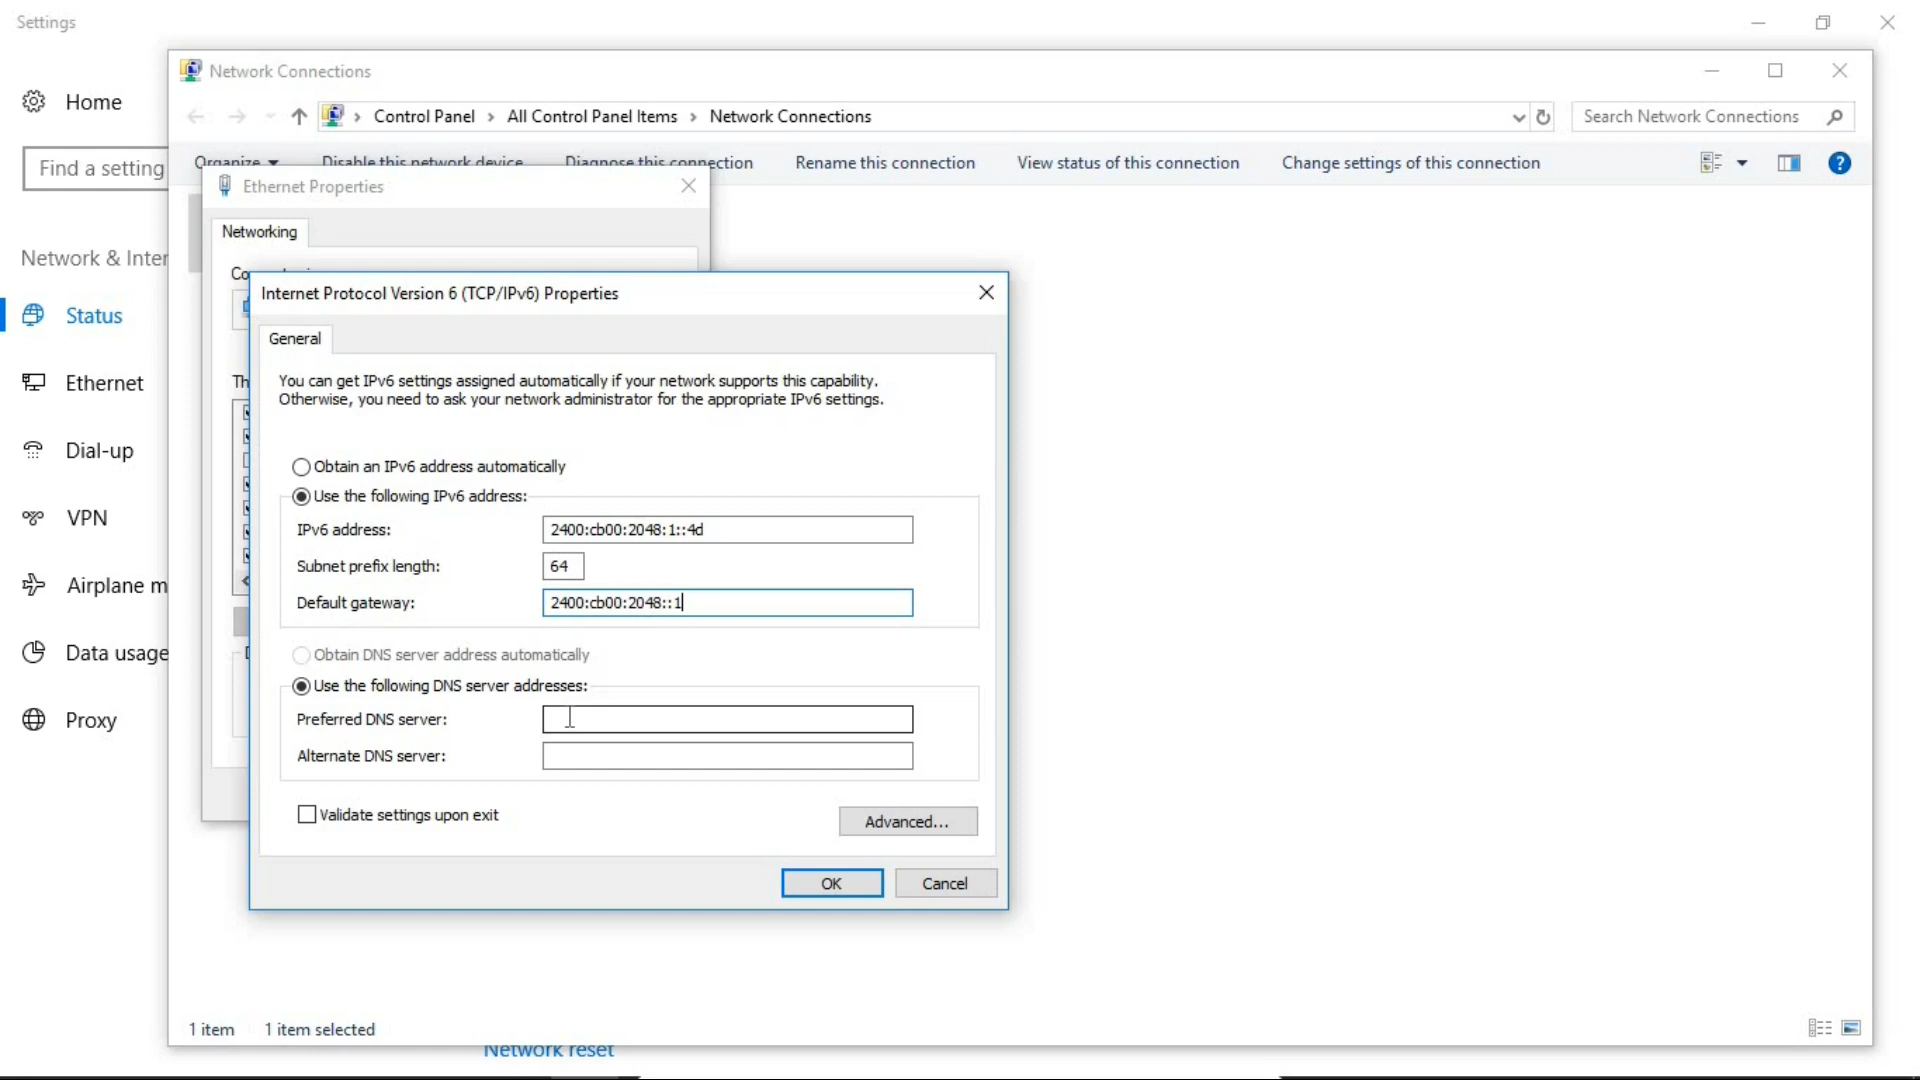 Settings
Network Connections
Home
Control Panel > All Control Panel Items > Network Connections
Search Network Connections
Find a setting
Organize Disable this network device Diagnose this connection Rename this connection View status of this connection Change settings of this connection
Ethernet Properties
Networking
Network & Inter
Co
Internet Protocol Version 6 (TCP/IPv6) Properties
Status
General
Ethernet
Th
You can get IPv6 settings assigned automatically if your network supports this capability.
Otherwise, you need to ask your network administrator for the appropriate IPv6 settings.
Dial-up
Obtain an IPv6 address automatically
Use the following IPv6 address:
VPN
IPv6 address: 2400:cb00:2048:1::4d
Subnet prefix length: 64
Airplane m
Default gateway: 2400:cb00:2048::1
Data usage
Obtain DNS server address automatically
Use the following DNS server addresses:
Proxy
Preferred DNS server:
Alternate DNS server:
Validate settings upon exit
Advanced...
OK
Cancel
1 item 1 item selected
Network reset